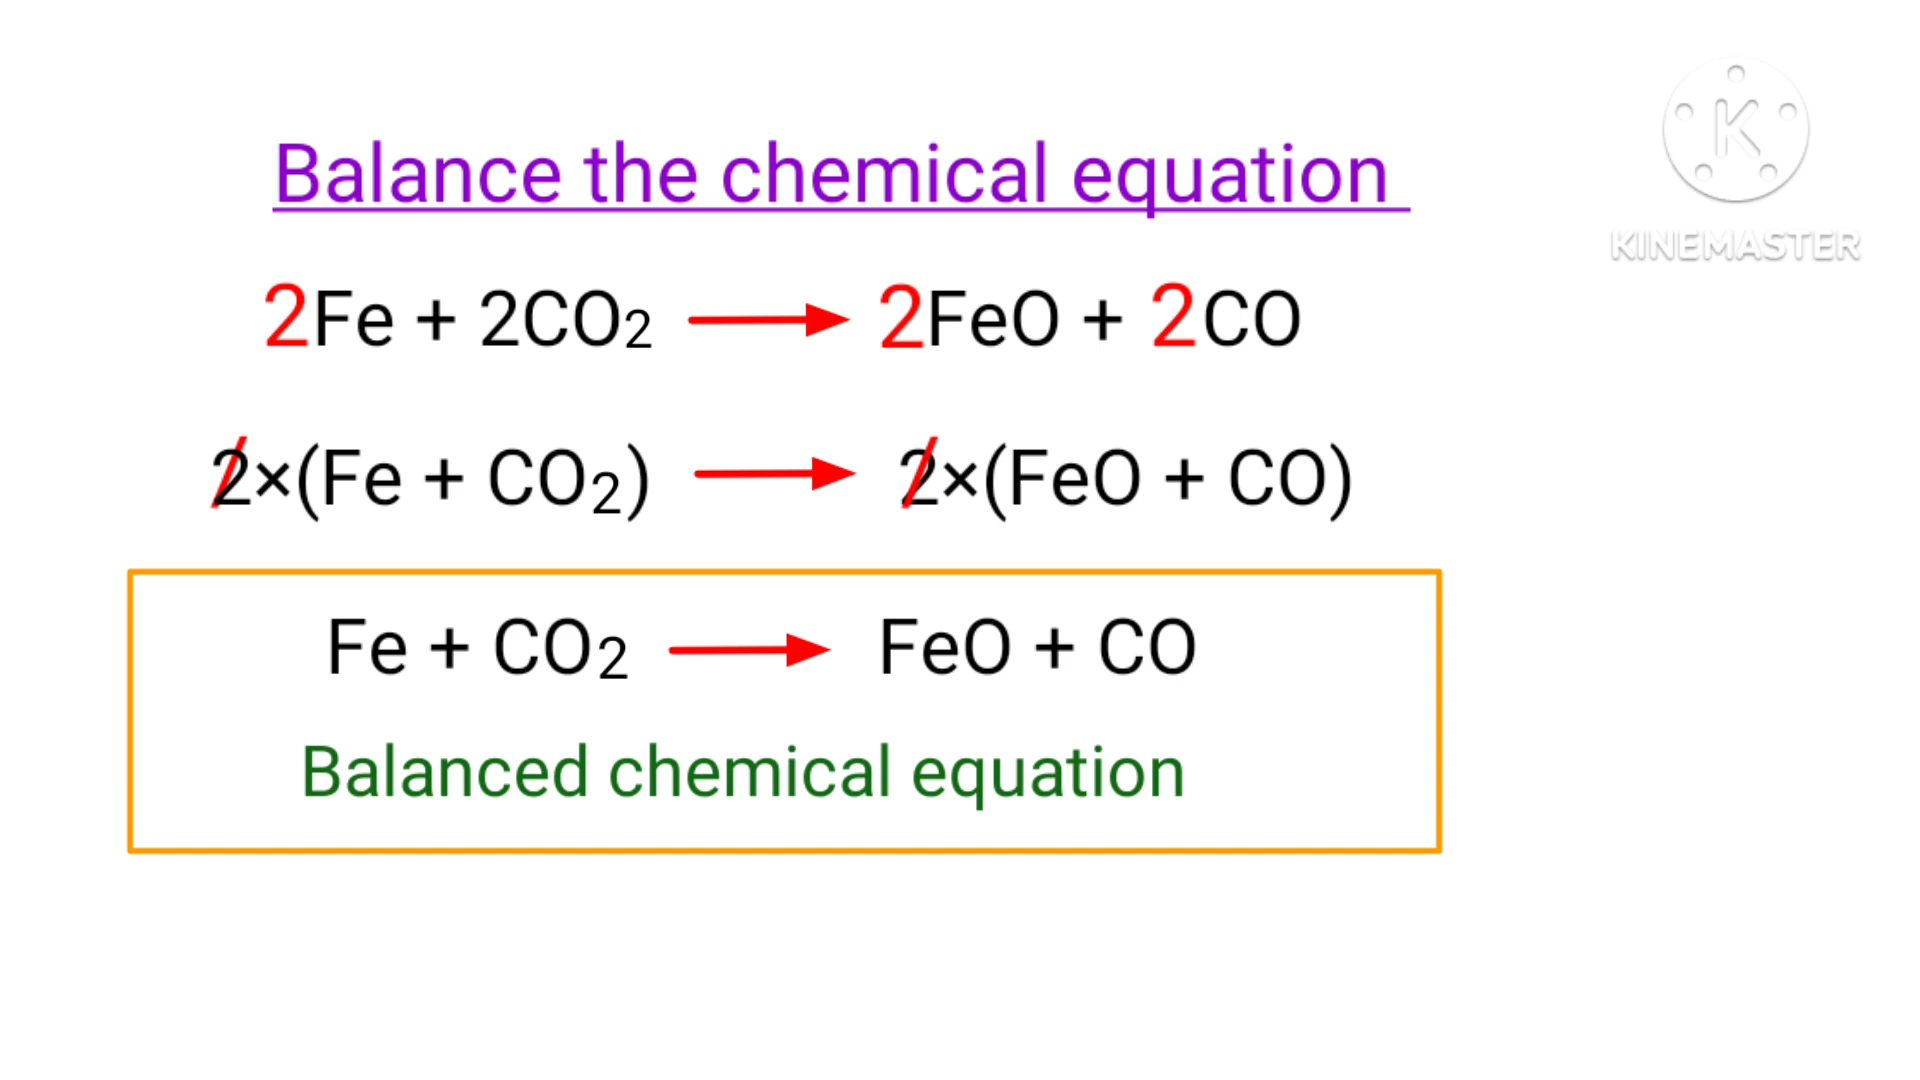 Balance the chemical equation
2Fe + 2CO₂ ⟶ 2FeO + 2CO
2×(Fe + CO₂) ⟶ 2×(FeO + CO)
Fe + CO₂ ⟶ FeO + CO
Balanced chemical equation
K
KINEMASTER